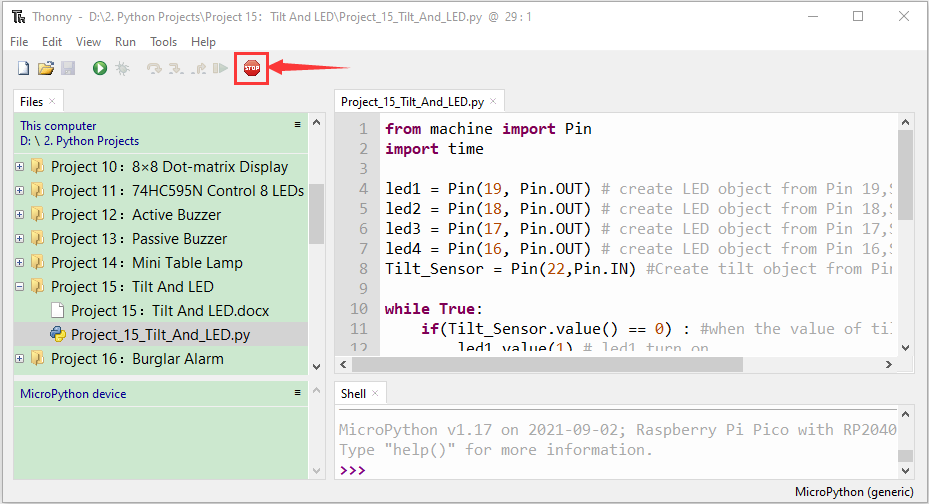 Thonny - D:\2. Python Projects\Project 15：Tilt And LED\Project_15_Tilt_And_LED.py @ 29 : 1
File Edit View Run Tools Help
STOP
Files ×
This computer
D: \ 2. Python Projects
Project 10：8×8 Dot-matrix Display
Project 11：74HC595N Control 8 LEDs
Project 12：Active Buzzer
Project 13：Passive Buzzer
Project 14：Mini Table Lamp
Project 15：Tilt And LED
Project 15：Tilt And LED.docx
Project_15_Tilt_And_LED.py
Project 16：Burglar Alarm
MicroPython device
Project_15_Tilt_And_LED.py ×
1 from machine import Pin
2 import time
3
4 led1 = Pin(19, Pin.OUT) # create LED object from Pin 19,S
5 led2 = Pin(18, Pin.OUT) # create LED object from Pin 18,S
6 led3 = Pin(17, Pin.OUT) # create LED object from Pin 17,S
7 led4 = Pin(16, Pin.OUT) # create LED object from Pin 16,S
8 Tilt_Sensor = Pin(22,Pin.IN) #Create tilt object from Pin
9
10 while True:
11 if(Tilt_Sensor.value() == 0) : #when the value of til
12 led1.value(1) # led1 turn on
Shell ×
MicroPython v1.17 on 2021-09-02; Raspberry Pi Pico with RP2040
Type "help()" for more information.
>>>
MicroPython (generic)